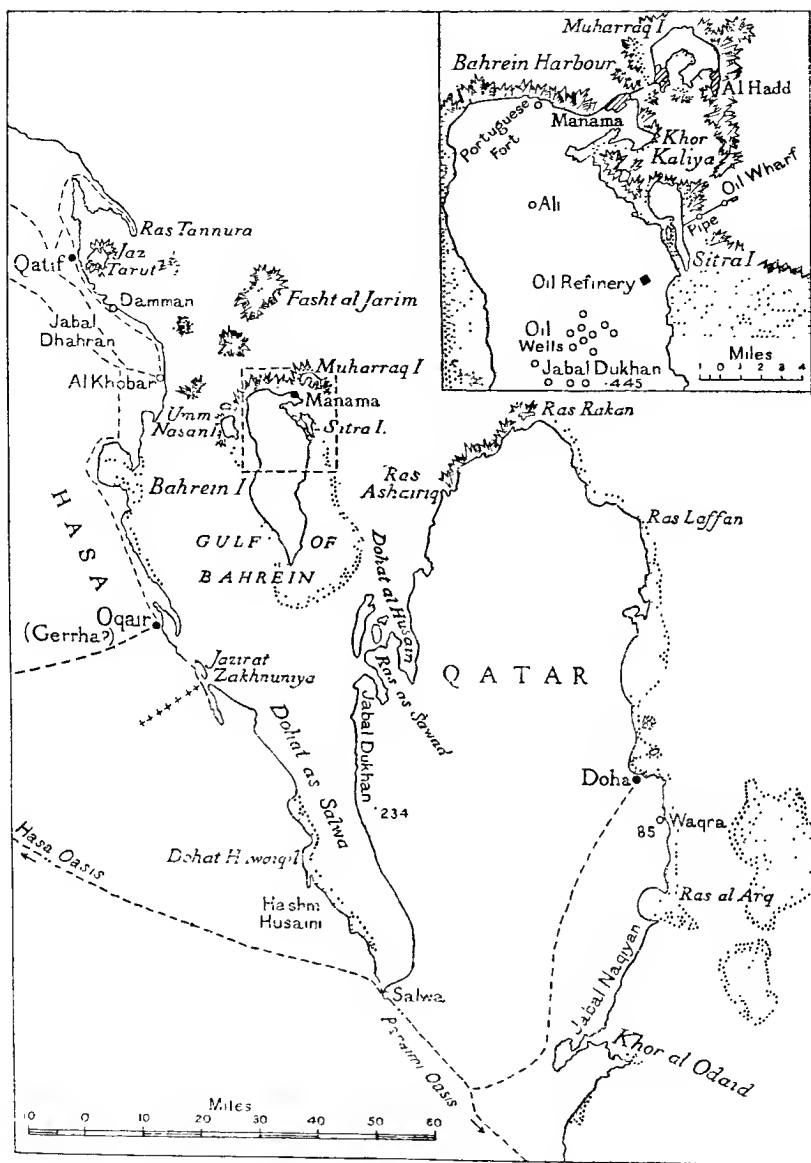 Muharraq I
Bahrein Harbour
Al Hadd
Manama
Portuguese
Fort
Khor
Kaliya
Oil Wharf
Pipe
Ali
Sitra I
Oil Refinery
Oil
Wells
Jabal Dukhan
.445
Miles
1 0 1 2 3 4
Ras Tannura
Qatif
Jaz
Tarut
Damman
Fasht al Jarim
Jabal
Dhahran
Al Khobar
Muharraq I
Manama
Umm
Nasan I
Sitra I.
Bahrein I
Ras Rakan
Ras
Ashairiq
Ras Laffan
HASA
GULF OF
BAHREIN
Dohat al Husain
Oqair
(Gerrha?)
Ras as Sawad
QATAR
Jazirat
Zakhnuniya
Dohat as Salwa
Jabal Dukhan
.234
Doha
85
Waqra
Hasa Oasis
Husaini
Ras al Arq
Jabal Naqiyan
Salwa
Oasis
Khor al Odaid
Miles
10 0 10 20 30 40 50 60